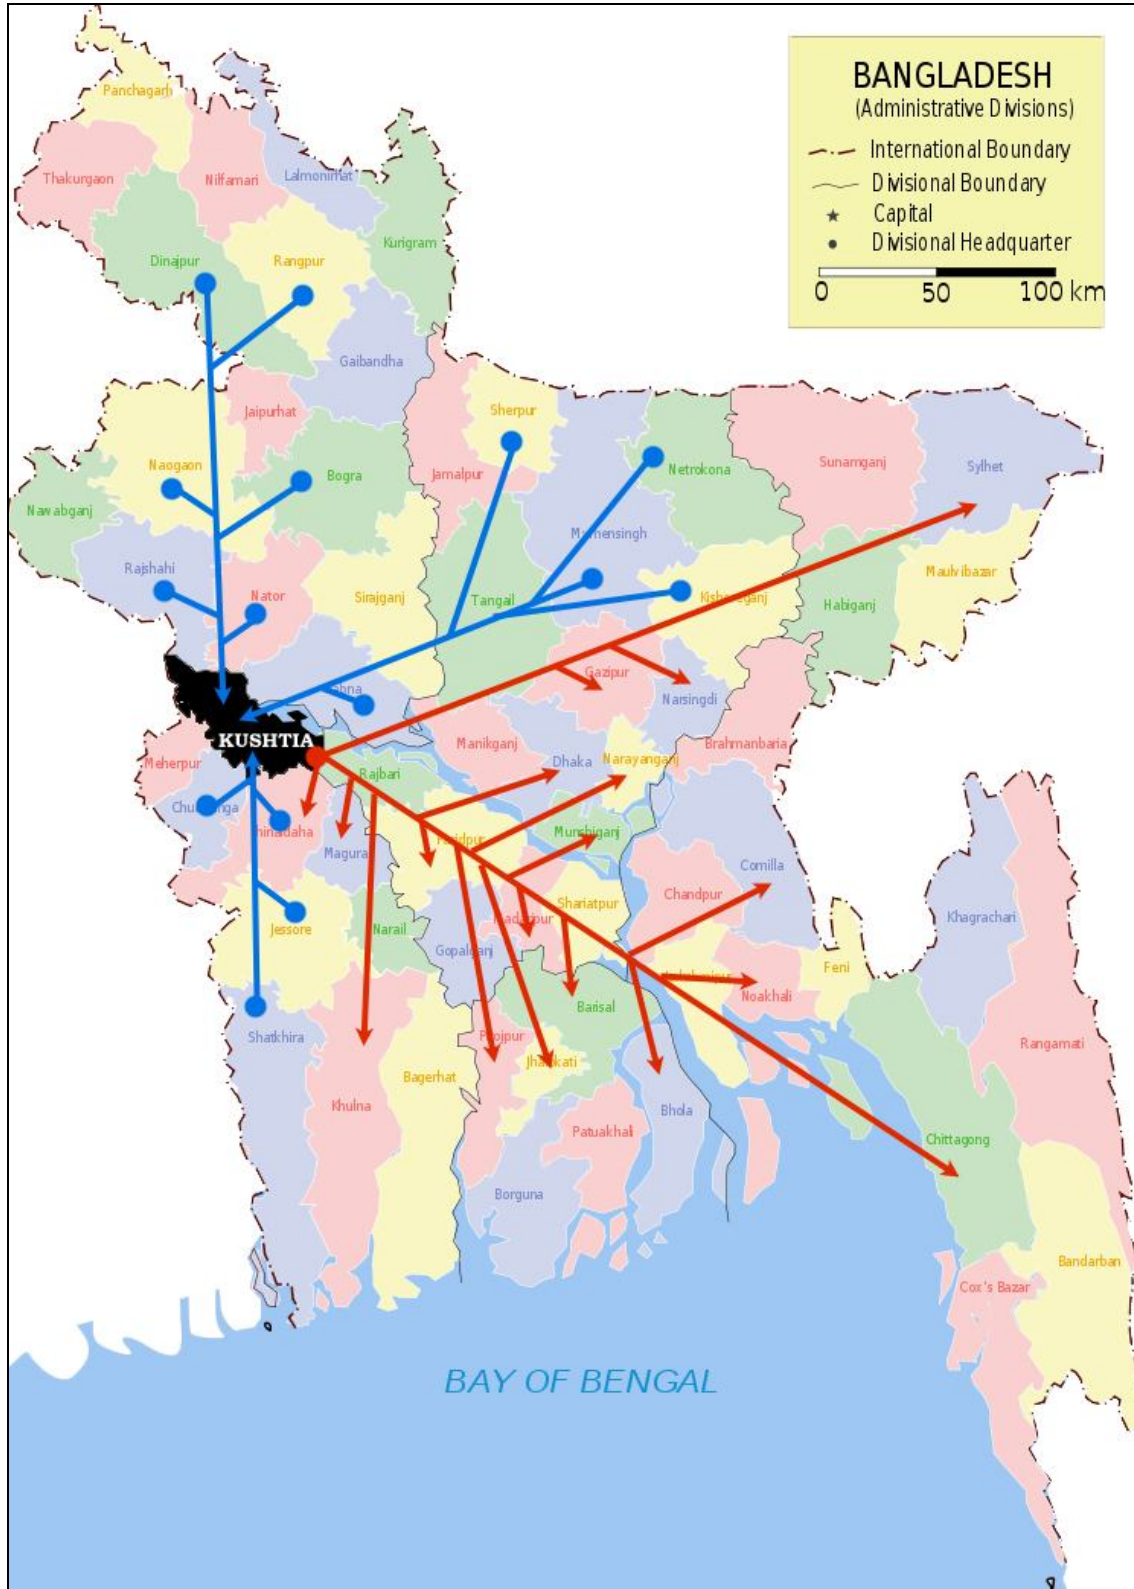 BANGLADESH
(Administrative Divisions)
International Boundary
Divisional Boundary
Capital
Divisional Headquarter
0 50 100 km
Panchagarh
Thakurgaon
Nilfamari
Lalmonirhat
Dinajpur
Rangpur
Kurigram
Gaibandha
Jaipurhat
Sherpur
Naogaon
Bogra
Jamalpur
Netrokona
Sunamganj
Sylhet
Nawabganj
Rajshahi
Nator
Sirajganj
Tangail
Habiganj
Maulvibazar
Gazipur
Narsingdi
KUSHTIA
Manikganj
Dhaka
Narayanganj
Brahmanbaria
Meherpur
Rajbari
Magura
Munshiganj
Comilla
Chandpur
Shariatpur
Jessore
Narail
Gopalganj
Khagrachari
Feni
Noakhali
Barisal
Shatkhira
Rangamati
Bagerhat
Khulna
Bhola
Patuakhali
Chittagong
Borguna
Bandarban
Cox's Bazar
BAY OF BENGAL